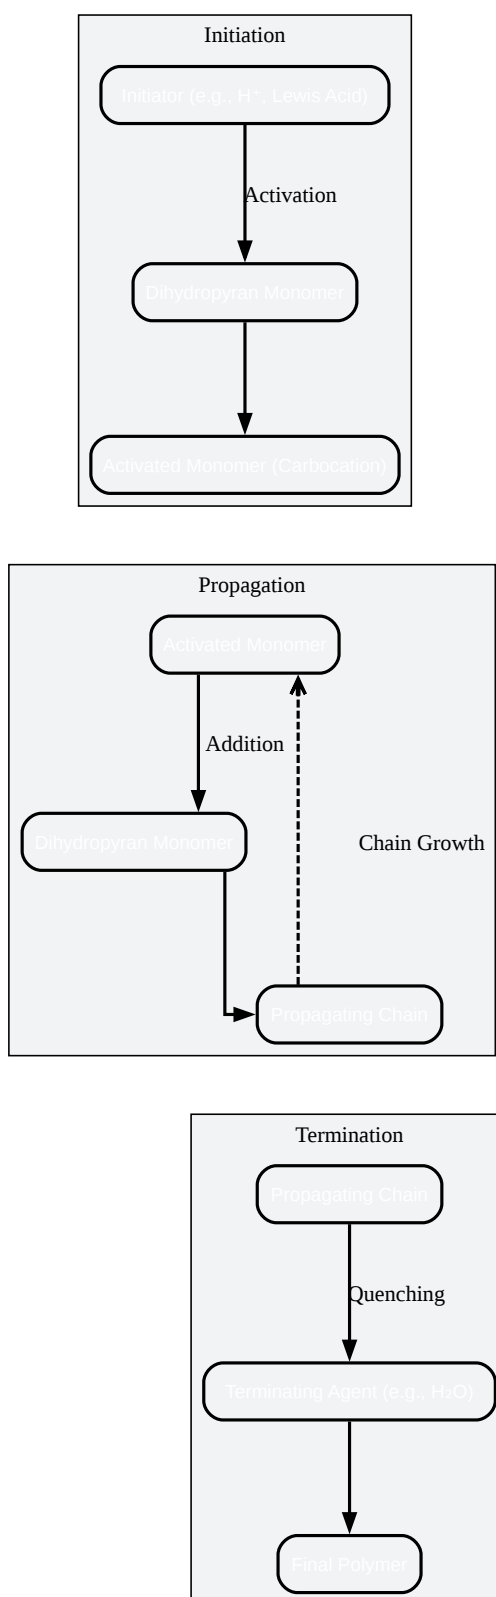 Initiation
Initiator (e.g., H⁺, Lewis Acid)
Activation
Dihydropyran Monomer
Activated Monomer (Carbocation)
Propagation
Activated Monomer
Addition
Dihydropyran Monomer
Chain Growth
Propagating Chain
Termination
Propagating Chain
Quenching
Terminating Agent (e.g., H₂O)
Final Polymer